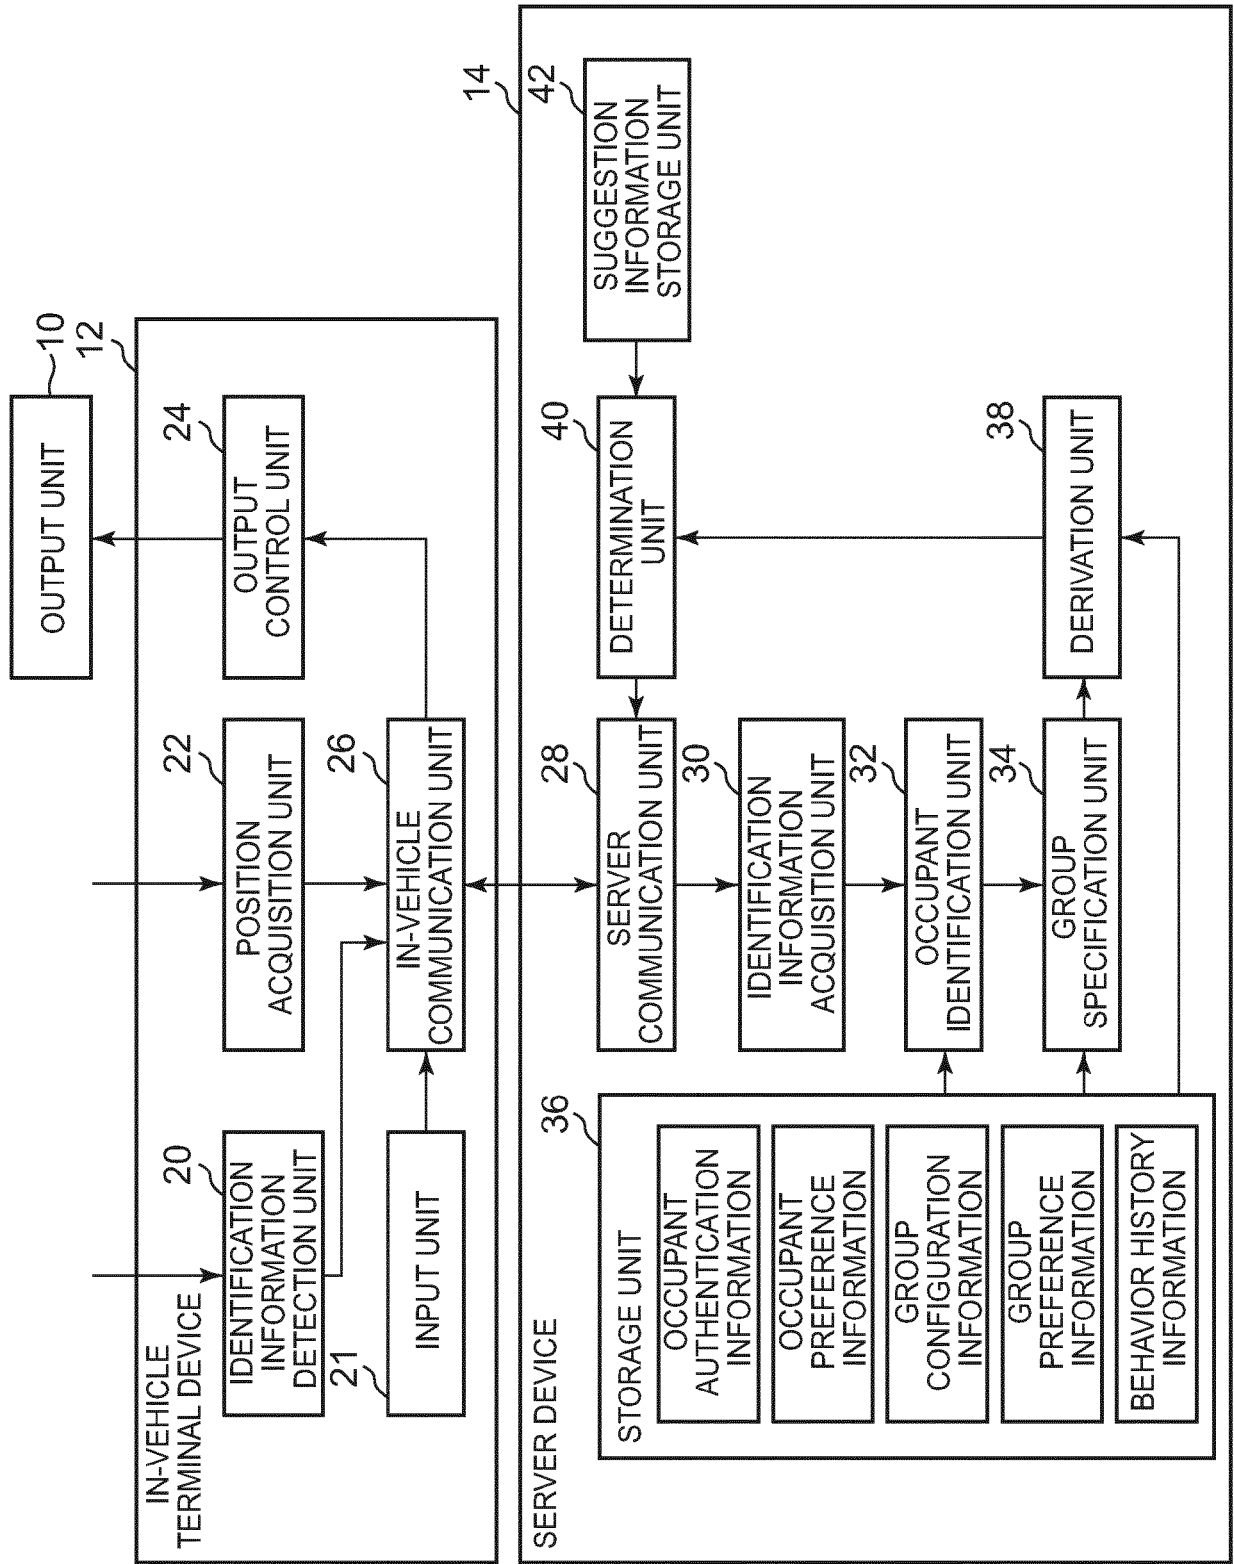 OUTPUT UNIT
10
12
IN-VEHICLE
TERMINAL DEVICE
IDENTIFICATION
INFORMATION
DETECTION UNIT
20
POSITION
ACQUISITION UNIT
22
OUTPUT
CONTROL UNIT
24
INPUT UNIT
21
IN-VEHICLE
COMMUNICATION UNIT
26
14
SERVER DEVICE
STORAGE UNIT
36
OCCUPANT
AUTHENTICATION
INFORMATION
OCCUPANT
PREFERENCE
INFORMATION
GROUP
CONFIGURATION
INFORMATION
GROUP
PREFERENCE
INFORMATION
BEHAVIOR HISTORY
INFORMATION
SERVER
COMMUNICATION UNIT
28
IDENTIFICATION
INFORMATION
ACQUISITION UNIT
30
OCCUPANT
IDENTIFICATION UNIT
32
GROUP
SPECIFICATION UNIT
34
DETERMINATION
UNIT
40
DERIVATION UNIT
38
SUGGESTION
INFORMATION
STORAGE UNIT
42